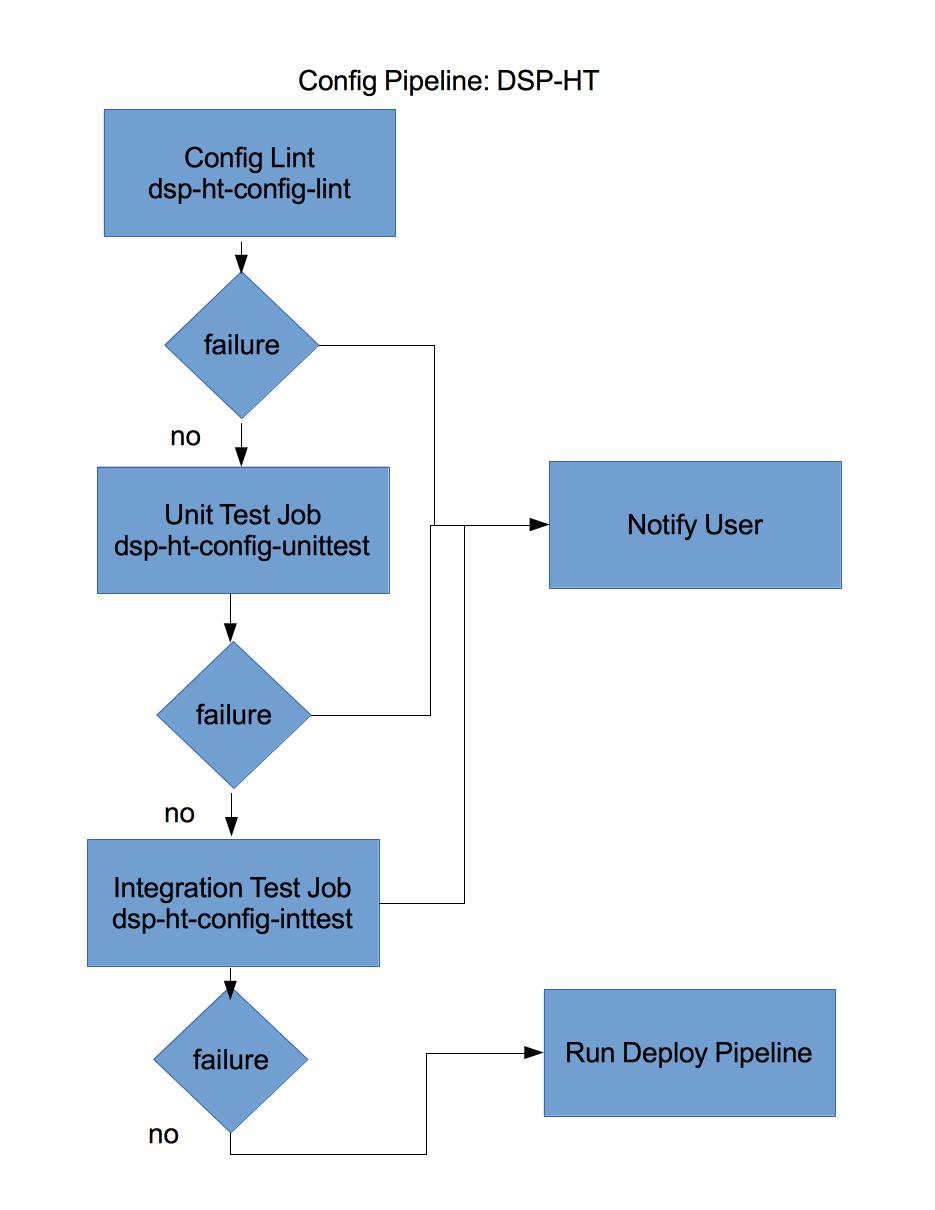 Config Pipeline: DSP-HT
Config Lint
dsp-ht-config-lint
failure
no
Unit Test Job
dsp-ht-config-unittest
Notify User
failure
no
Integration Test Job
dsp-ht-config-inttest
failure
Run Deploy Pipeline
no